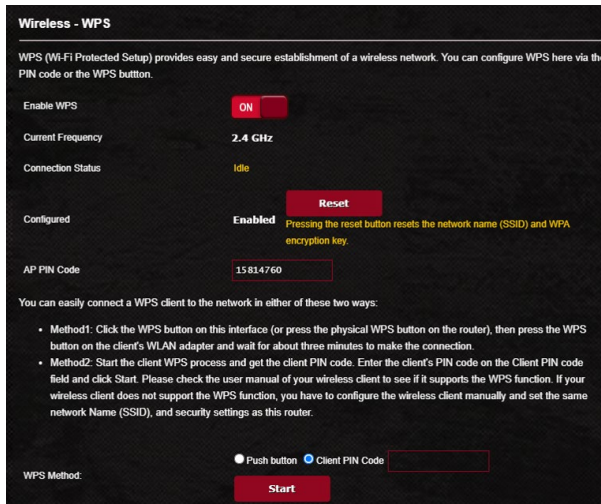 Wireless - WPS
WPS (Wi-Fi Protected Setup) provides easy and secure establishment of a wireless network. You can configure WPS here via the
PIN code or the WPS buttton.
Enable WPS ON
Current Frequency 2.4 GHz
Connection Status Idle
Reset
Configured Enabled Pressing the reset button resets the network name (SSID) and WPA
encryption key.
AP PIN Code 15814760
You can easily connect a WPS client to the network in either of these two ways:
• Method1: Click the WPS button on this interface (or press the physical WPS button on the router), then press the WPS
button on the client's WLAN adapter and wait for about three minutes to make the connection.
• Method2: Start the client WPS process and get the client PIN code. Enter the client's PIN code on the Client PIN code
field and click Start. Please check the user manual of your wireless client to see if it supports the WPS function. If your
wireless client does not support the WPS function, you have to configure the wireless client manually and set the same
network Name (SSID), and security settings as this router.
Push button Client PIN Code
WPS Method:
Start